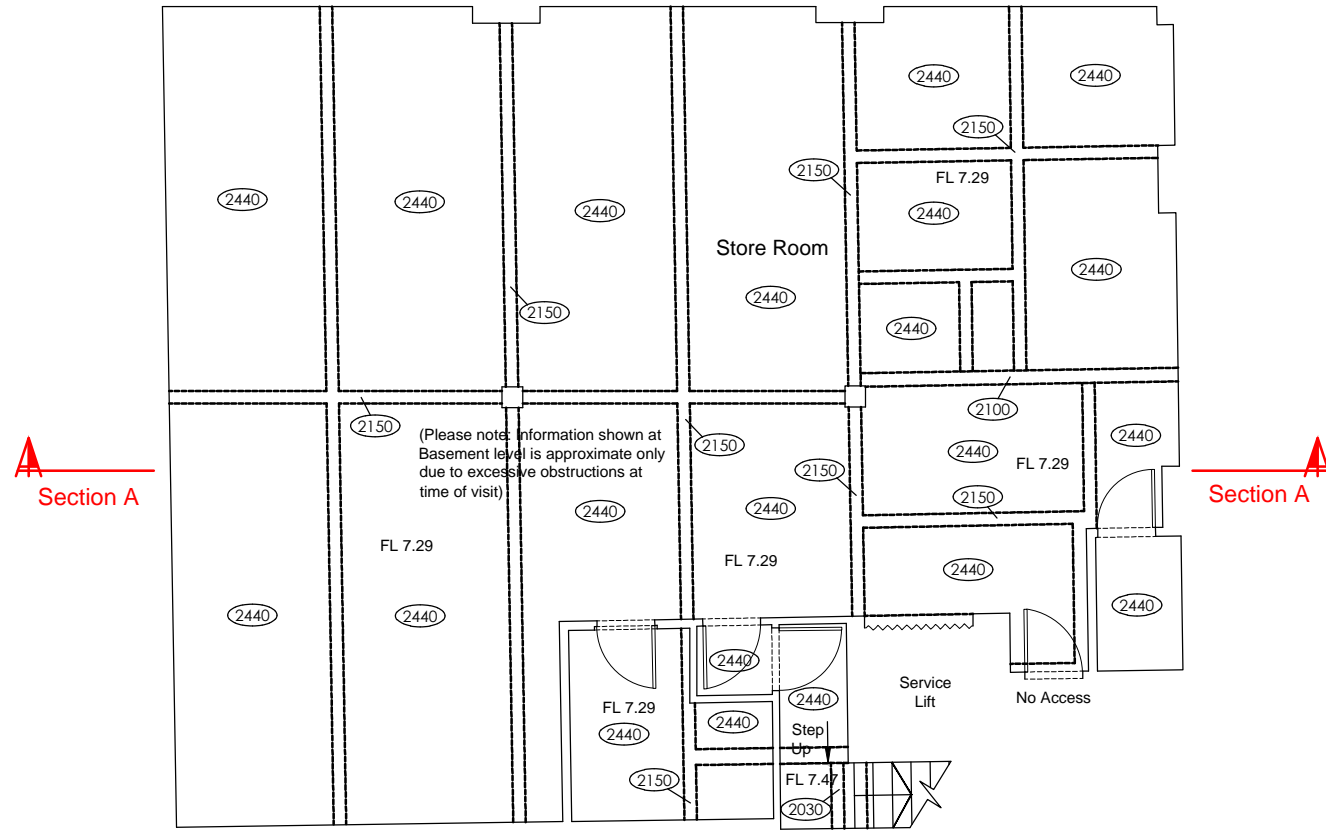 2440
2440
2150
2150
FL 7.29
2440
2440
2440
2440
Store Room
2440
2440
2150
2440
2100
2150
(Please note: Information shown at
Basement level is approximate only
due to excessive obstructions at
time of visit)
2150
2440
2440
2150
FL 7.29
Section A
Section A
2150
2440
2440
FL 7.29
FL 7.29
2440
2440
2440
2440
2440
Service
Lift
No Access
2440
FL 7.29
2440
2440
Step
Up
2150
FL 7.47
2030